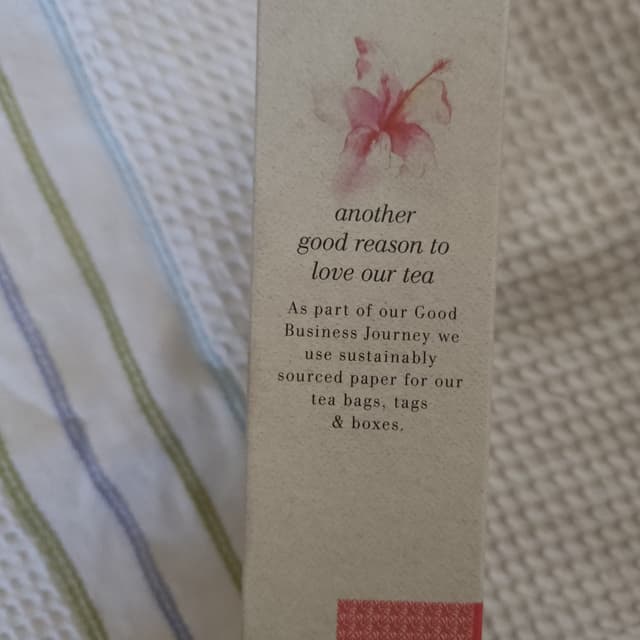 another
good reason to
love our tea
As part of our Good
Business Journey we
use sustainably
sourced paper for our
tea bags, tags
& boxes.